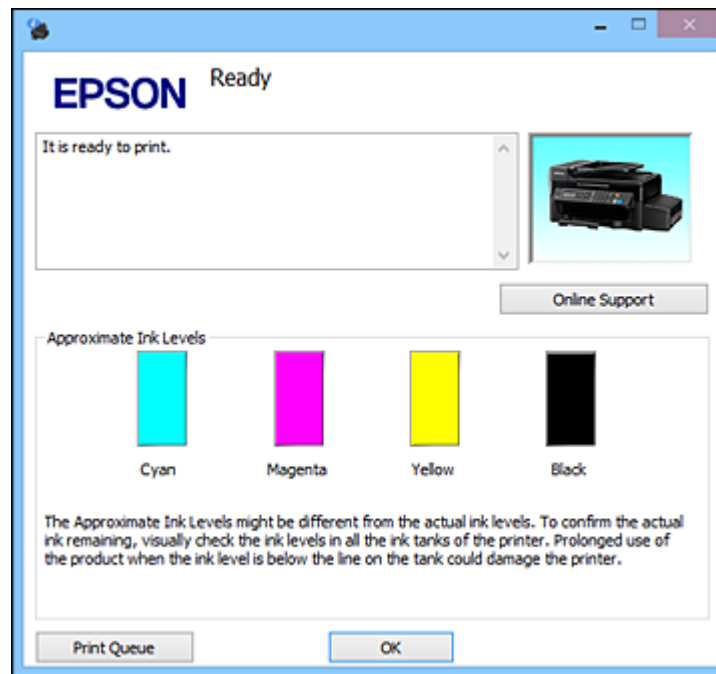 EPSON
Ready
It is ready to print.
Online Support
Approximate Ink Levels
Cyan
Magenta
Yellow
Black
The Approximate Ink Levels might be different from the actual ink levels. To confirm the actual
ink remaining, visually check the ink levels in all the ink tanks of the printer. Prolonged use of
the product when the ink level is below the line on the tank could damage the printer.
Print Queue
OK